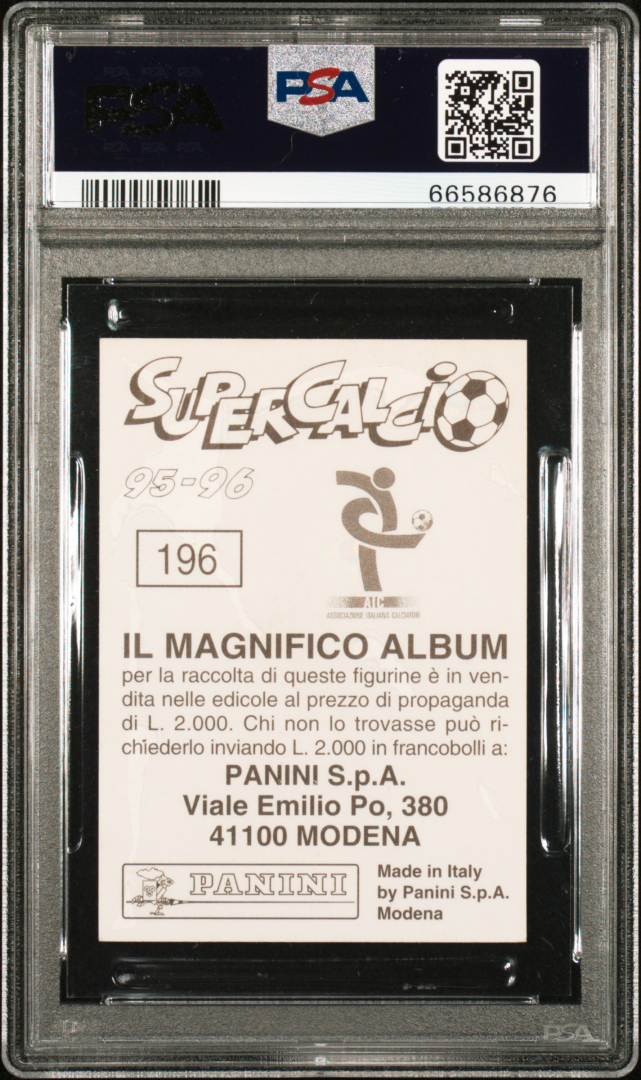 PSA
PSA
66586876
SUPERCALCIO
95-96
196
AIC
ASSOCIAZIONE ITALIANA CALCIATORI
IL MAGNIFICO ALBUM
per la raccolta di queste figurine è in ven-
dita nelle edicole al prezzo di propaganda
di L. 2.000. Chi non lo trovasse può ri-
chiederlo inviando L. 2.000 in francobolli a:
PANINI S.p.A.
Viale Emilio Po, 380
41100 MODENA
PANINI
Made in Italy
by Panini S.p.A.
Modena
PSA